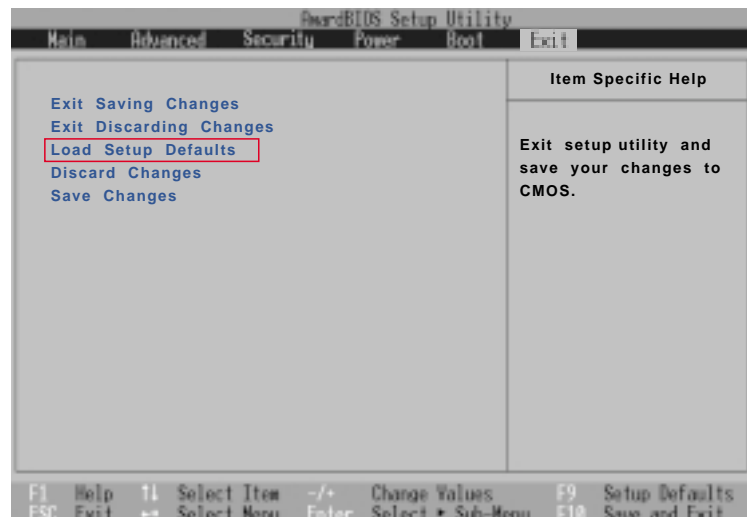 AwardBIOS Setup Utility
Main Advanced Security Power Boot Exit
Item Specific Help
Exit Saving Changes
Exit Discarding Changes
Load Setup Defaults
Discard Changes
Save Changes
Exit setup utility and
save your changes to
CMOS.
F1 Help ↑↓ Select Item -/+ Change Values F9 Setup Defaults
ESC Exit ←→ Select Menu Enter Select ▸ Sub-Menu F10 Save and Exit